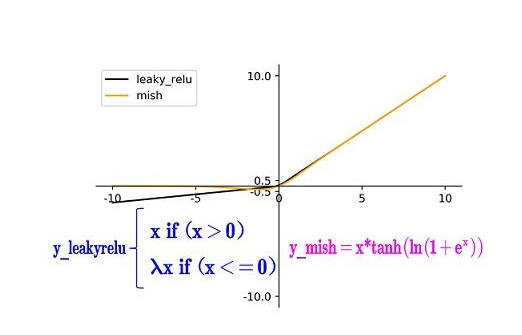 leaky_relu
mish
10.0
0.5
-0.5
-10 -5 0 5 10
y_leakyrelu
x if (x>0)
λx if (x<=0)
y_mish=x*tanh(ln(1+eˣ))
-10.0